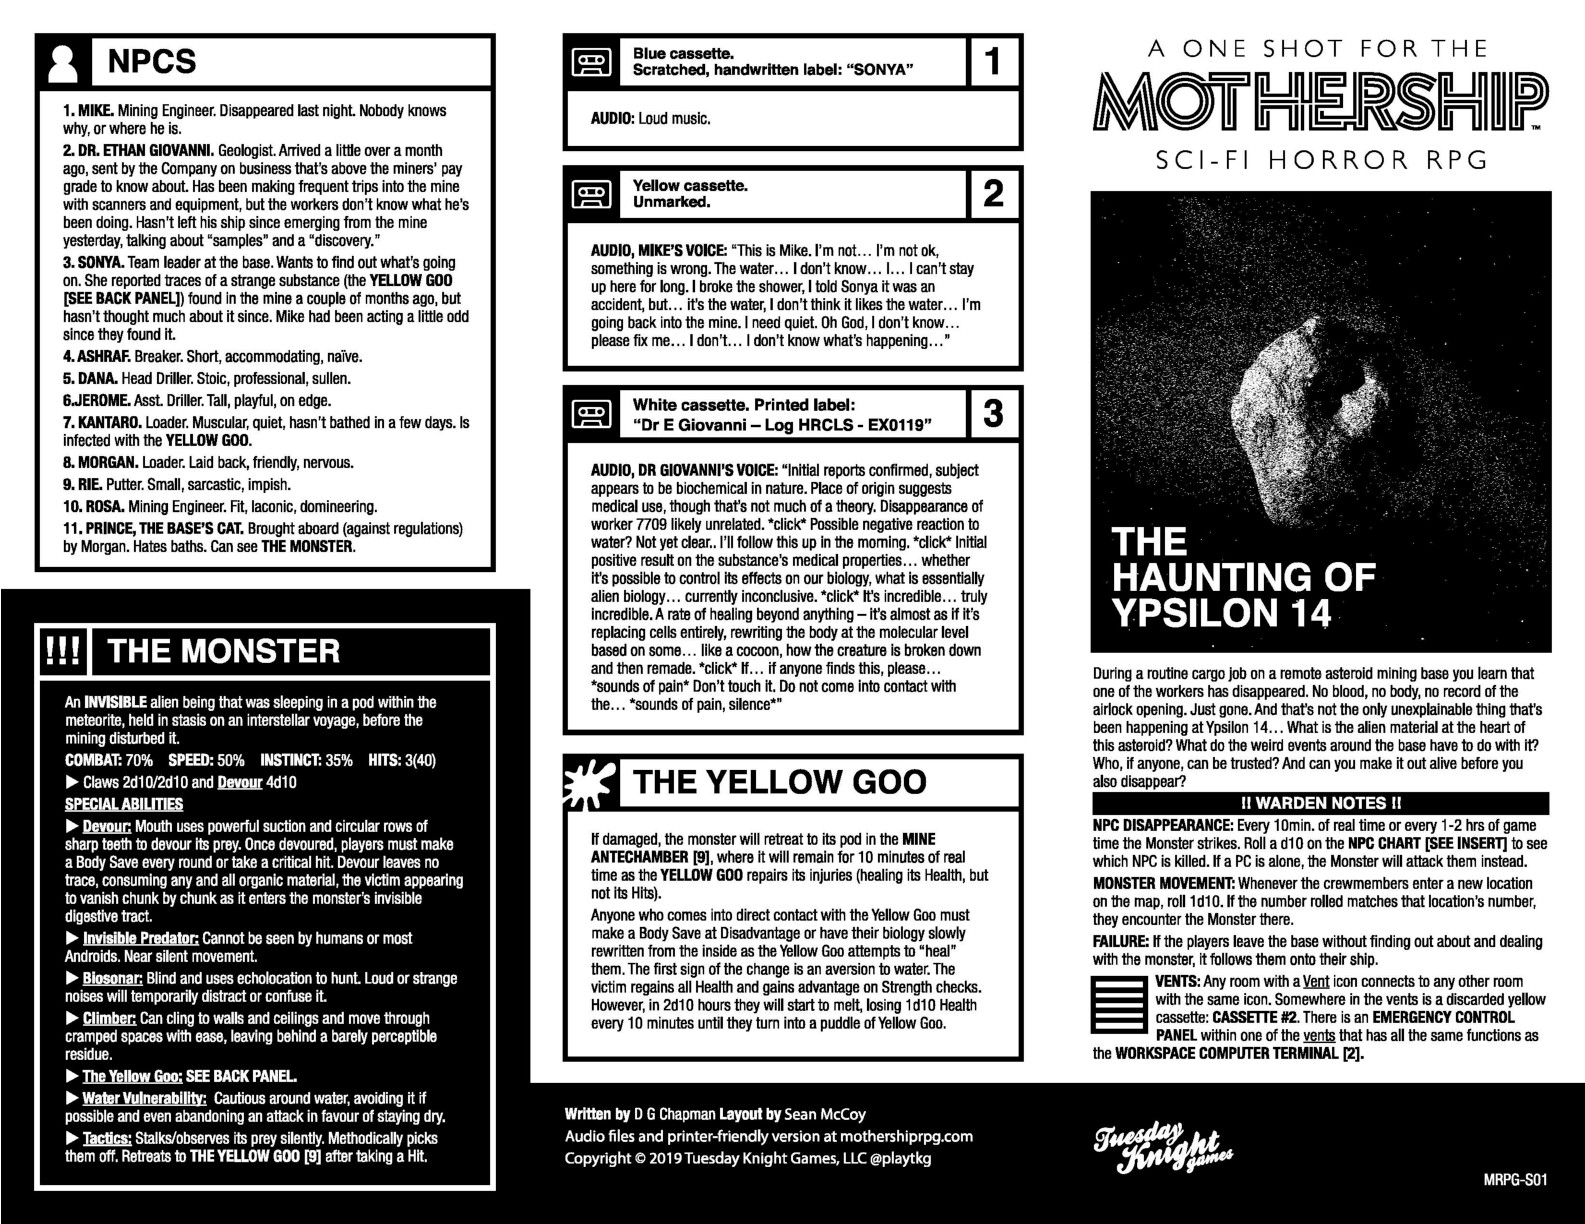 NPCS
1. MIKE. Mining Engineer. Disappeared last night. Nobody knows
why, or where he is.
2. DR. ETHAN GIOVANNI. Geologist. Arrived a little over a month
ago, sent by the Company on business that's above the miners' pay
grade to know about. Has been making frequent trips into the mine
with scanners and equipment, but the workers don't know what he's
been doing. Hasn't left his ship since emerging from the mine
yesterday, talking about "samples" and a "discovery."
3. SONYA. Team leader at the base. Wants to find out what's going
on. She reported traces of a strange substance (the YELLOW GOO
[SEE BACK PANEL]) found in the mine a couple of months ago, but
hasn't thought much about it since. Mike had been acting a little odd
since they found it.
4. ASHRAF. Breaker. Short, accommodating, naïve.
5. DANA. Head Driller. Stoic, professional, sullen.
6.JEROME. Asst. Driller. Tall, playful, on edge.
7. KANTARO. Loader. Muscular, quiet, hasn't bathed in a few days. Is
infected with the YELLOW GOO.
8. MORGAN. Loader. Laid back, friendly, nervous.
9. RIE. Putter. Small, sarcastic, impish.
10. ROSA. Mining Engineer. Fit, laconic, domineering.
11. PRINCE, THE BASE'S CAT. Brought aboard (against regulations)
by Morgan. Hates baths. Can see THE MONSTER.
!!! THE MONSTER
An INVISIBLE alien being that was sleeping in a pod within the
meteorite, held in stasis on an interstellar voyage, before the
mining disturbed it.
COMBAT: 70% SPEED: 50% INSTINCT: 35% HITS: 3(40)
▶ Claws 2d10/2d10 and Devour 4d10
SPECIAL ABILITIES
▶ Devour: Mouth uses powerful suction and circular rows of
sharp teeth to devour its prey. Once devoured, players must make
a Body Save every round or take a critical hit. Devour leaves no
trace, consuming any and all organic material, the victim appearing
to vanish chunk by chunk as it enters the monster's invisible
digestive tract.
▶ Invisible Predator: Cannot be seen by humans or most
Androids. Near silent movement.
▶ Biosonar: Blind and uses echolocation to hunt. Loud or strange
noises will temporarily distract or confuse it.
▶ Climber: Can cling to walls and ceilings and move through
cramped spaces with ease, leaving behind a barely perceptible
residue.
▶ The Yellow Goo: SEE BACK PANEL.
▶ Water Vulnerability: Cautious around water, avoiding it if
possible and even abandoning an attack in favour of staying dry.
▶ Tactics: Stalks/observes its prey silently. Methodically picks
them off. Retreats to THE YELLOW GOO [9] after taking a Hit.
Blue cassette.
Scratched, handwritten label: "SONYA"
1
AUDIO: Loud music.
Yellow cassette.
Unmarked.
2
AUDIO, MIKE'S VOICE: "This is Mike. I'm not... I'm not ok,
something is wrong. The water... I don't know... I... I can't stay
up here for long. I broke the shower, I told Sonya it was an
accident, but... it's the water, I don't think it likes the water... I'm
going back into the mine. I need quiet. Oh God, I don't know...
please fix me... I don't... I don't know what's happening..."
White cassette. Printed label:
"Dr E Giovanni – Log HRCLS - EX0119"
3
AUDIO, DR GIOVANNI'S VOICE: "Initial reports confirmed, subject
appears to be biochemical in nature. Place of origin suggests
medical use, though that's not much of a theory. Disappearance of
worker 7709 likely unrelated. *click* Possible negative reaction to
water? Not yet clear.. I'll follow this up in the morning. *click* Initial
positive result on the substance's medical properties... whether
it's possible to control its effects on our biology, what is essentially
alien biology... currently inconclusive. *click* It's incredible... truly
incredible. A rate of healing beyond anything – it's almost as if it's
replacing cells entirely, rewriting the body at the molecular level
based on some... like a cocoon, how the creature is broken down
and then remade. *click* If... if anyone finds this, please...
*sounds of pain* Don't touch it. Do not come into contact with
the... *sounds of pain, silence*"
THE YELLOW GOO
If damaged, the monster will retreat to its pod in the MINE
ANTECHAMBER [9], where it will remain for 10 minutes of real
time as the YELLOW GOO repairs its injuries (healing its Health, but
not its Hits).
Anyone who comes into direct contact with the Yellow Goo must
make a Body Save at Disadvantage or have their biology slowly
rewritten from the inside as the Yellow Goo attempts to "heal"
them. The first sign of the change is an aversion to water. The
victim regains all Health and gains advantage on Strength checks.
However, in 2d10 hours they will start to melt, losing 1d10 Health
every 10 minutes until they turn into a puddle of Yellow Goo.
Written by D G Chapman Layout by Sean McCoy
Audio files and printer-friendly version at mothershiprpg.com
Copyright © 2019 Tuesday Knight Games, LLC @playtkg
A ONE SHOT FOR THE
MOTHERSHIP™
SCI-FI HORROR RPG
THE
HAUNTING OF
YPSILON 14
During a routine cargo job on a remote asteroid mining base you learn that
one of the workers has disappeared. No blood, no body, no record of the
airlock opening. Just gone. And that's not the only unexplainable thing that's
been happening at Ypsilon 14... What is the alien material at the heart of
this asteroid? What do the weird events around the base have to do with it?
Who, if anyone, can be trusted? And can you make it out alive before you
also disappear?
!! WARDEN NOTES !!
NPC DISAPPEARANCE: Every 10min. of real time or every 1-2 hrs of game
time the Monster strikes. Roll a d10 on the NPC CHART [SEE INSERT] to see
which NPC is killed. If a PC is alone, the Monster will attack them instead.
MONSTER MOVEMENT: Whenever the crewmembers enter a new location
on the map, roll 1d10. If the number rolled matches that location's number,
they encounter the Monster there.
FAILURE: If the players leave the base without finding out about and dealing
with the monster, it follows them onto their ship.
VENTS: Any room with a Vent icon connects to any other room
with the same icon. Somewhere in the vents is a discarded yellow
cassette: CASSETTE #2. There is an EMERGENCY CONTROL
PANEL within one of the vents that has all the same functions as
the WORKSPACE COMPUTER TERMINAL [2].
Tuesday
Knight
games
MRPG-S01